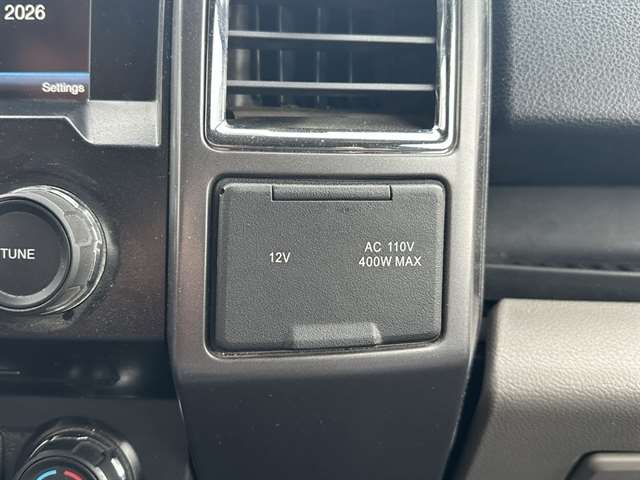 2026
Settings
TUNE
12V
AC 110V
400W MAX